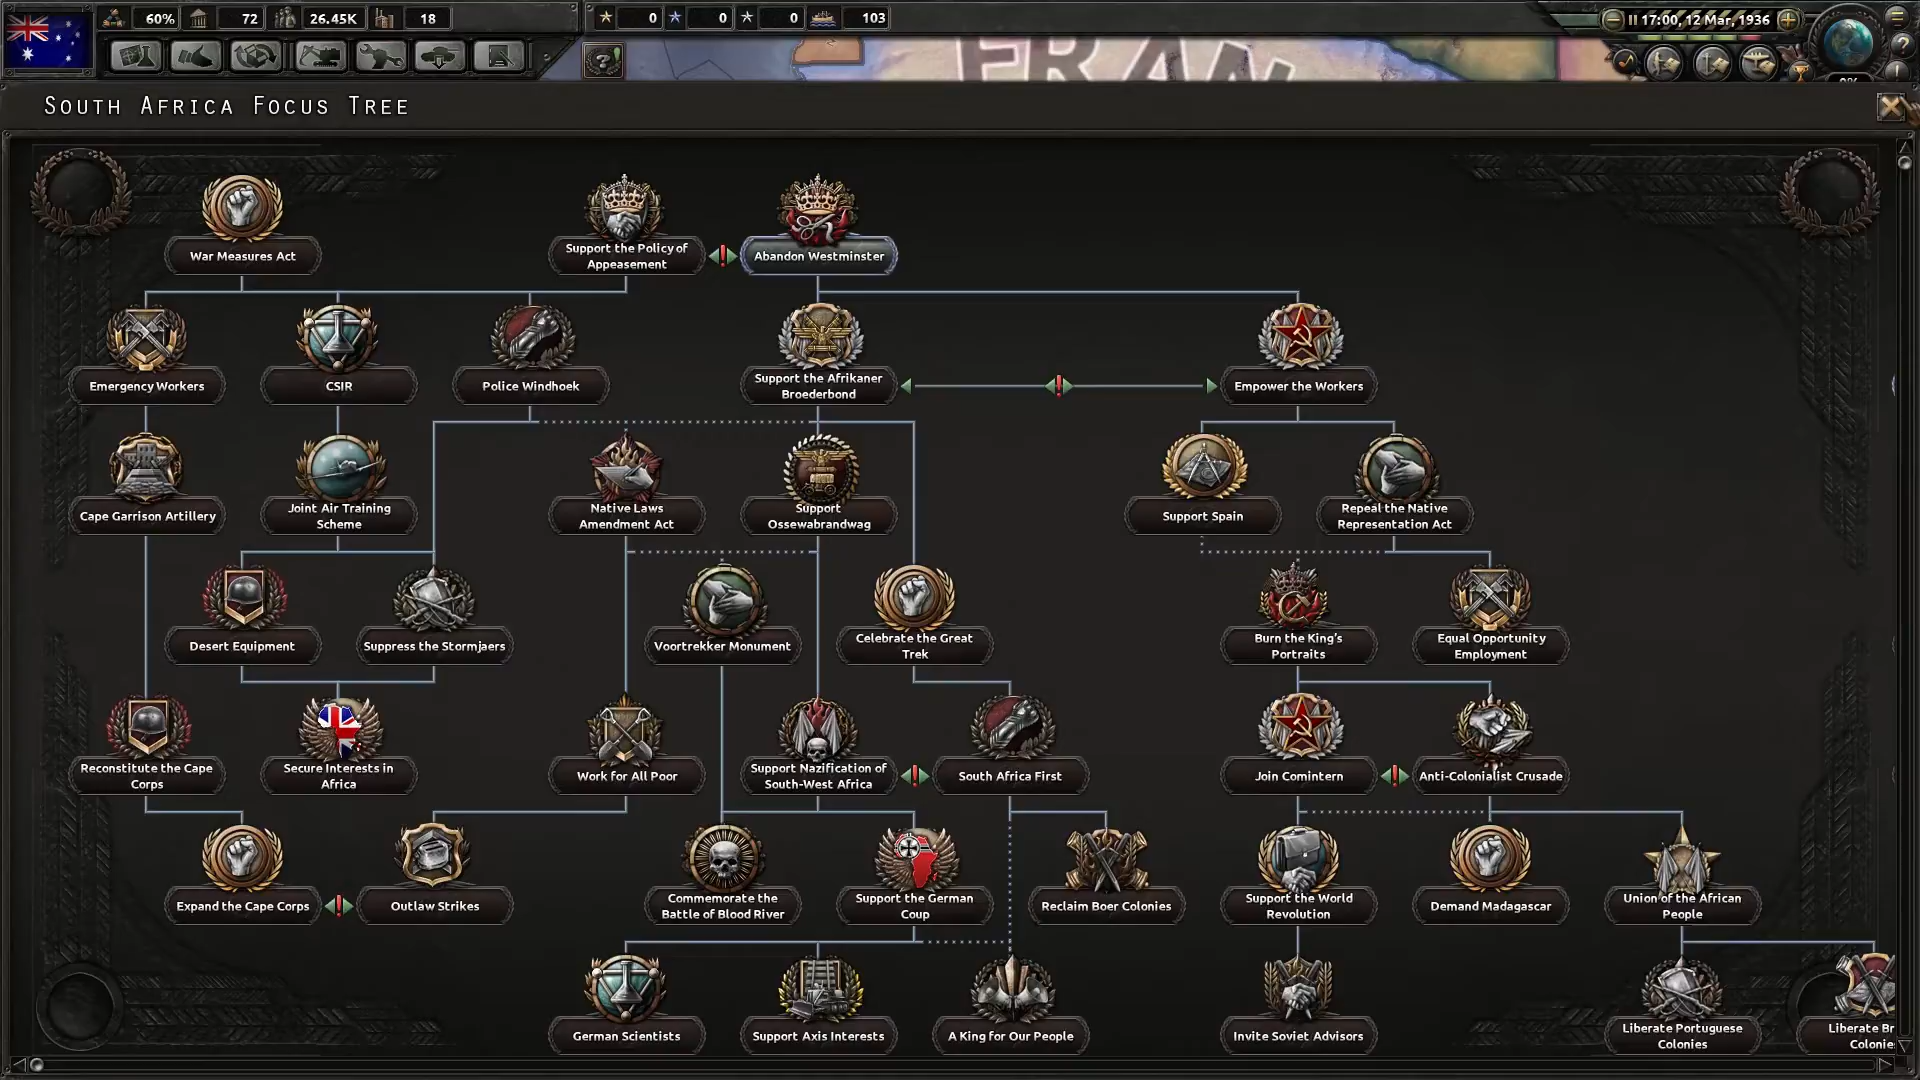 60%
72
26.45K
18
0
0
0
103
17:00, 12 Mar, 1936
FRAN
South Africa Focus Tree
War Measures Act
Support the Policy of
Appeasement
Abandon Westminster
Emergency Workers
CSIR
Police Windhoek
Support the Afrikaner
Broederbond
Empower the Workers
Cape Garrison Artillery
Joint Air Training
Scheme
Native Laws
Amendment Act
Support
Ossewabrandwag
Support Spain
Repeal the Native
Representation Act
Desert Equipment
Suppress the Stormjaers
Voortrekker Monument
Celebrate the Great
Trek
Burn the King's
Portraits
Equal Opportunity
Employment
Reconstitute the Cape
Corps
Secure Interests in
Africa
Work for All Poor
Support Nazification of
South-West Africa
South Africa First
Join Comintern
Anti-Colonialist Crusade
Expand the Cape Corps
Outlaw Strikes
Commemorate the
Battle of Blood River
Support the German
Coup
Reclaim Boer Colonies
Support the World
Revolution
Demand Madagascar
Union of the African
People
German Scientists
Support Axis Interests
A King for Our People
Invite Soviet Advisors
Liberate Portuguese
Colonies
Liberate Br
Colonie